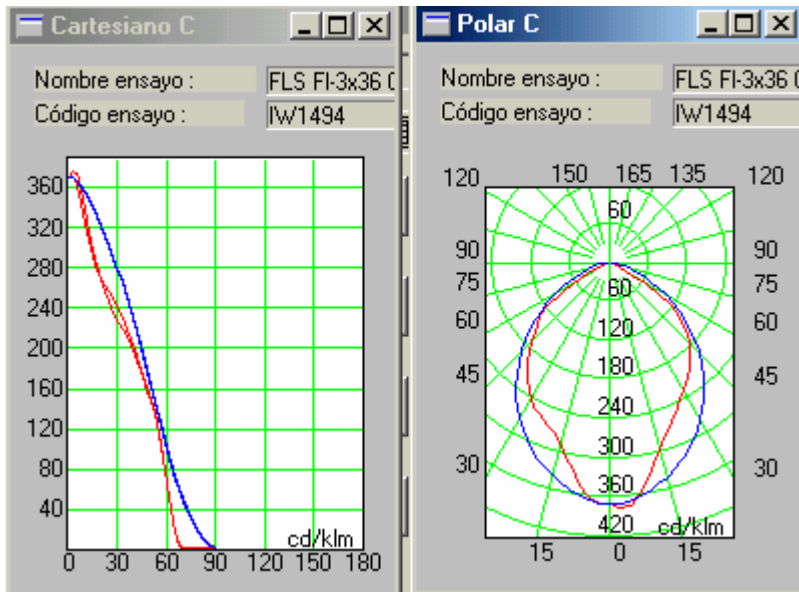 Cartesiano C
Nombre ensayo : FLS FI-3x36
Código ensayo : IW1494
360
320
280
240
200
160
120
80
40
cd/klm
0 30 60 90 120 150 180
Polar C
Nombre ensayo : FLS FI-3x36
Código ensayo : IW1494
120 150 165 135 120
60
90 90
75 60 75
60 120 60
180
45 240 45
300
30 360 30
420 cd/klm
15 0 15